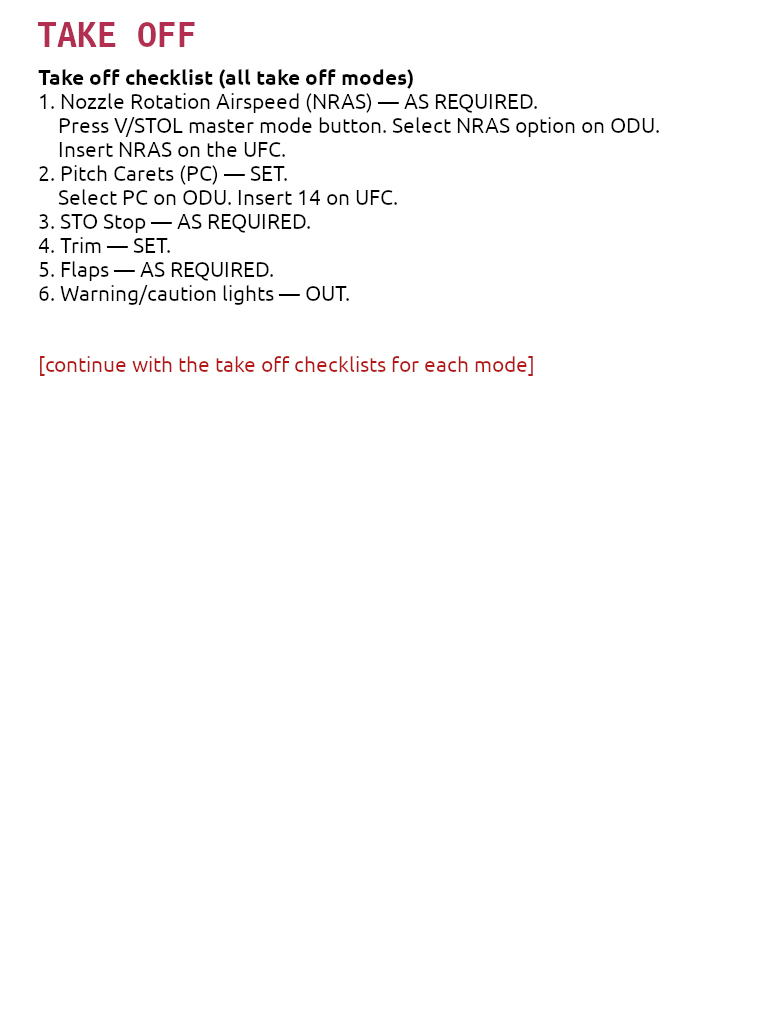 TAKE OFF
Take off checklist (all take off modes)
1. Nozzle Rotation Airspeed (NRAS) — AS REQUIRED.
Press V/STOL master mode button. Select NRAS option on ODU.
Insert NRAS on the UFC.
2. Pitch Carets (PC) — SET.
Select PC on ODU. Insert 14 on UFC.
3. STO Stop — AS REQUIRED.
4. Trim — SET.
5. Flaps — AS REQUIRED.
6. Warning/caution lights — OUT.
[continue with the take off checklists for each mode]